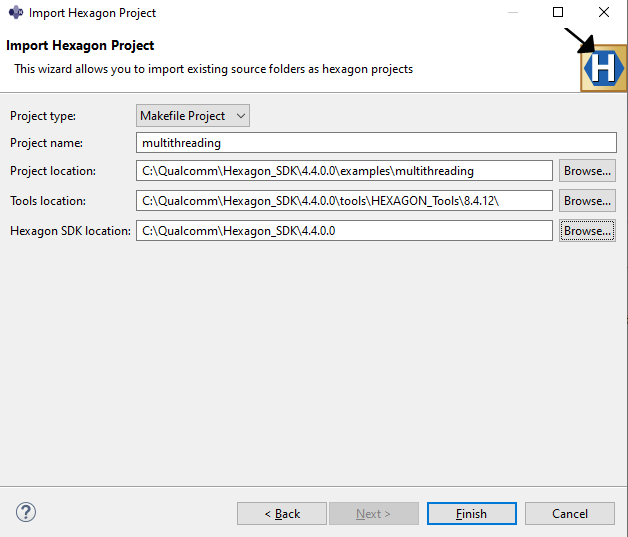 Import Hexagon Project
Import Hexagon Project
This wizard allows you to import existing source folders as hexagon projects
H
Project type: Makefile Project
Project name: multithreading
Project location: C:\Qualcomm\Hexagon_SDK\4.4.0.0\examples\multithreading Browse...
Tools location: C:\Qualcomm\Hexagon_SDK\4.4.0.0\tools\HEXAGON_Tools\8.4.12\ Browse...
Hexagon SDK location: C:\Qualcomm\Hexagon_SDK\4.4.0.0 Browse...
? < Back Next > Finish Cancel